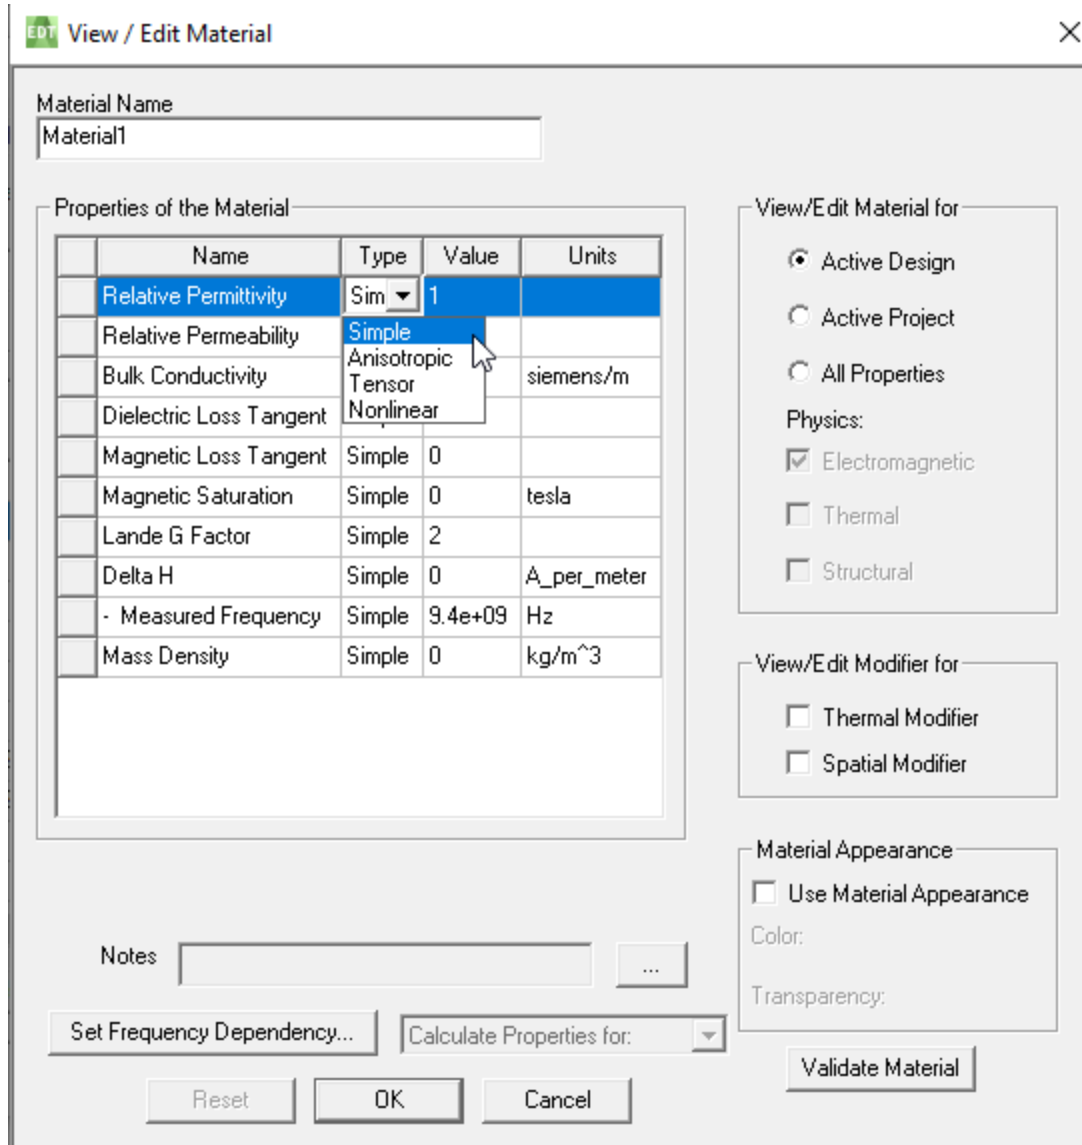 EDT View / Edit Material
Material Name
Material1
Properties of the Material
Name Type Value Units
Relative Permittivity Sim 1
Relative Permeability
Bulk Conductivity siemens/m
Dielectric Loss Tangent
Simple
Anisotropic
Tensor
Nonlinear
Magnetic Loss Tangent Simple 0
Magnetic Saturation Simple 0 tesla
Lande G Factor Simple 2
Delta H Simple 0 A_per_meter
- Measured Frequency Simple 9.4e+09 Hz
Mass Density Simple 0 kg/m^3
View/Edit Material for
Active Design
Active Project
All Properties
Physics:
Electromagnetic
Thermal
Structural
View/Edit Modifier for
Thermal Modifier
Spatial Modifier
Material Appearance
Use Material Appearance
Color:
Transparency:
Notes ...
Set Frequency Dependency... Calculate Properties for:
Validate Material
Reset OK Cancel